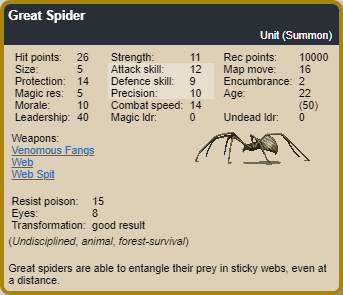 Great Spider
Unit (Summon)
Hit points: 26 Strength: 11 Rec points: 10000
Size: 5 Attack skill: 12 Map move: 16
Protection: 14 Defence skill: 9 Encumbrance: 2
Magic res: 5 Precision: 10 Age: 22
Morale: 10 Combat speed: 14 (50)
Leadership: 40 Magic ldr: 0 Undead ldr: 0
Weapons:
Venomous Fangs
Web
Web Spit
Resist poison: 15
Eyes: 8
Transformation: good result
(Undisciplined, animal, forest-survival)
Great spiders are able to entangle their prey in sticky webs, even at
a distance.